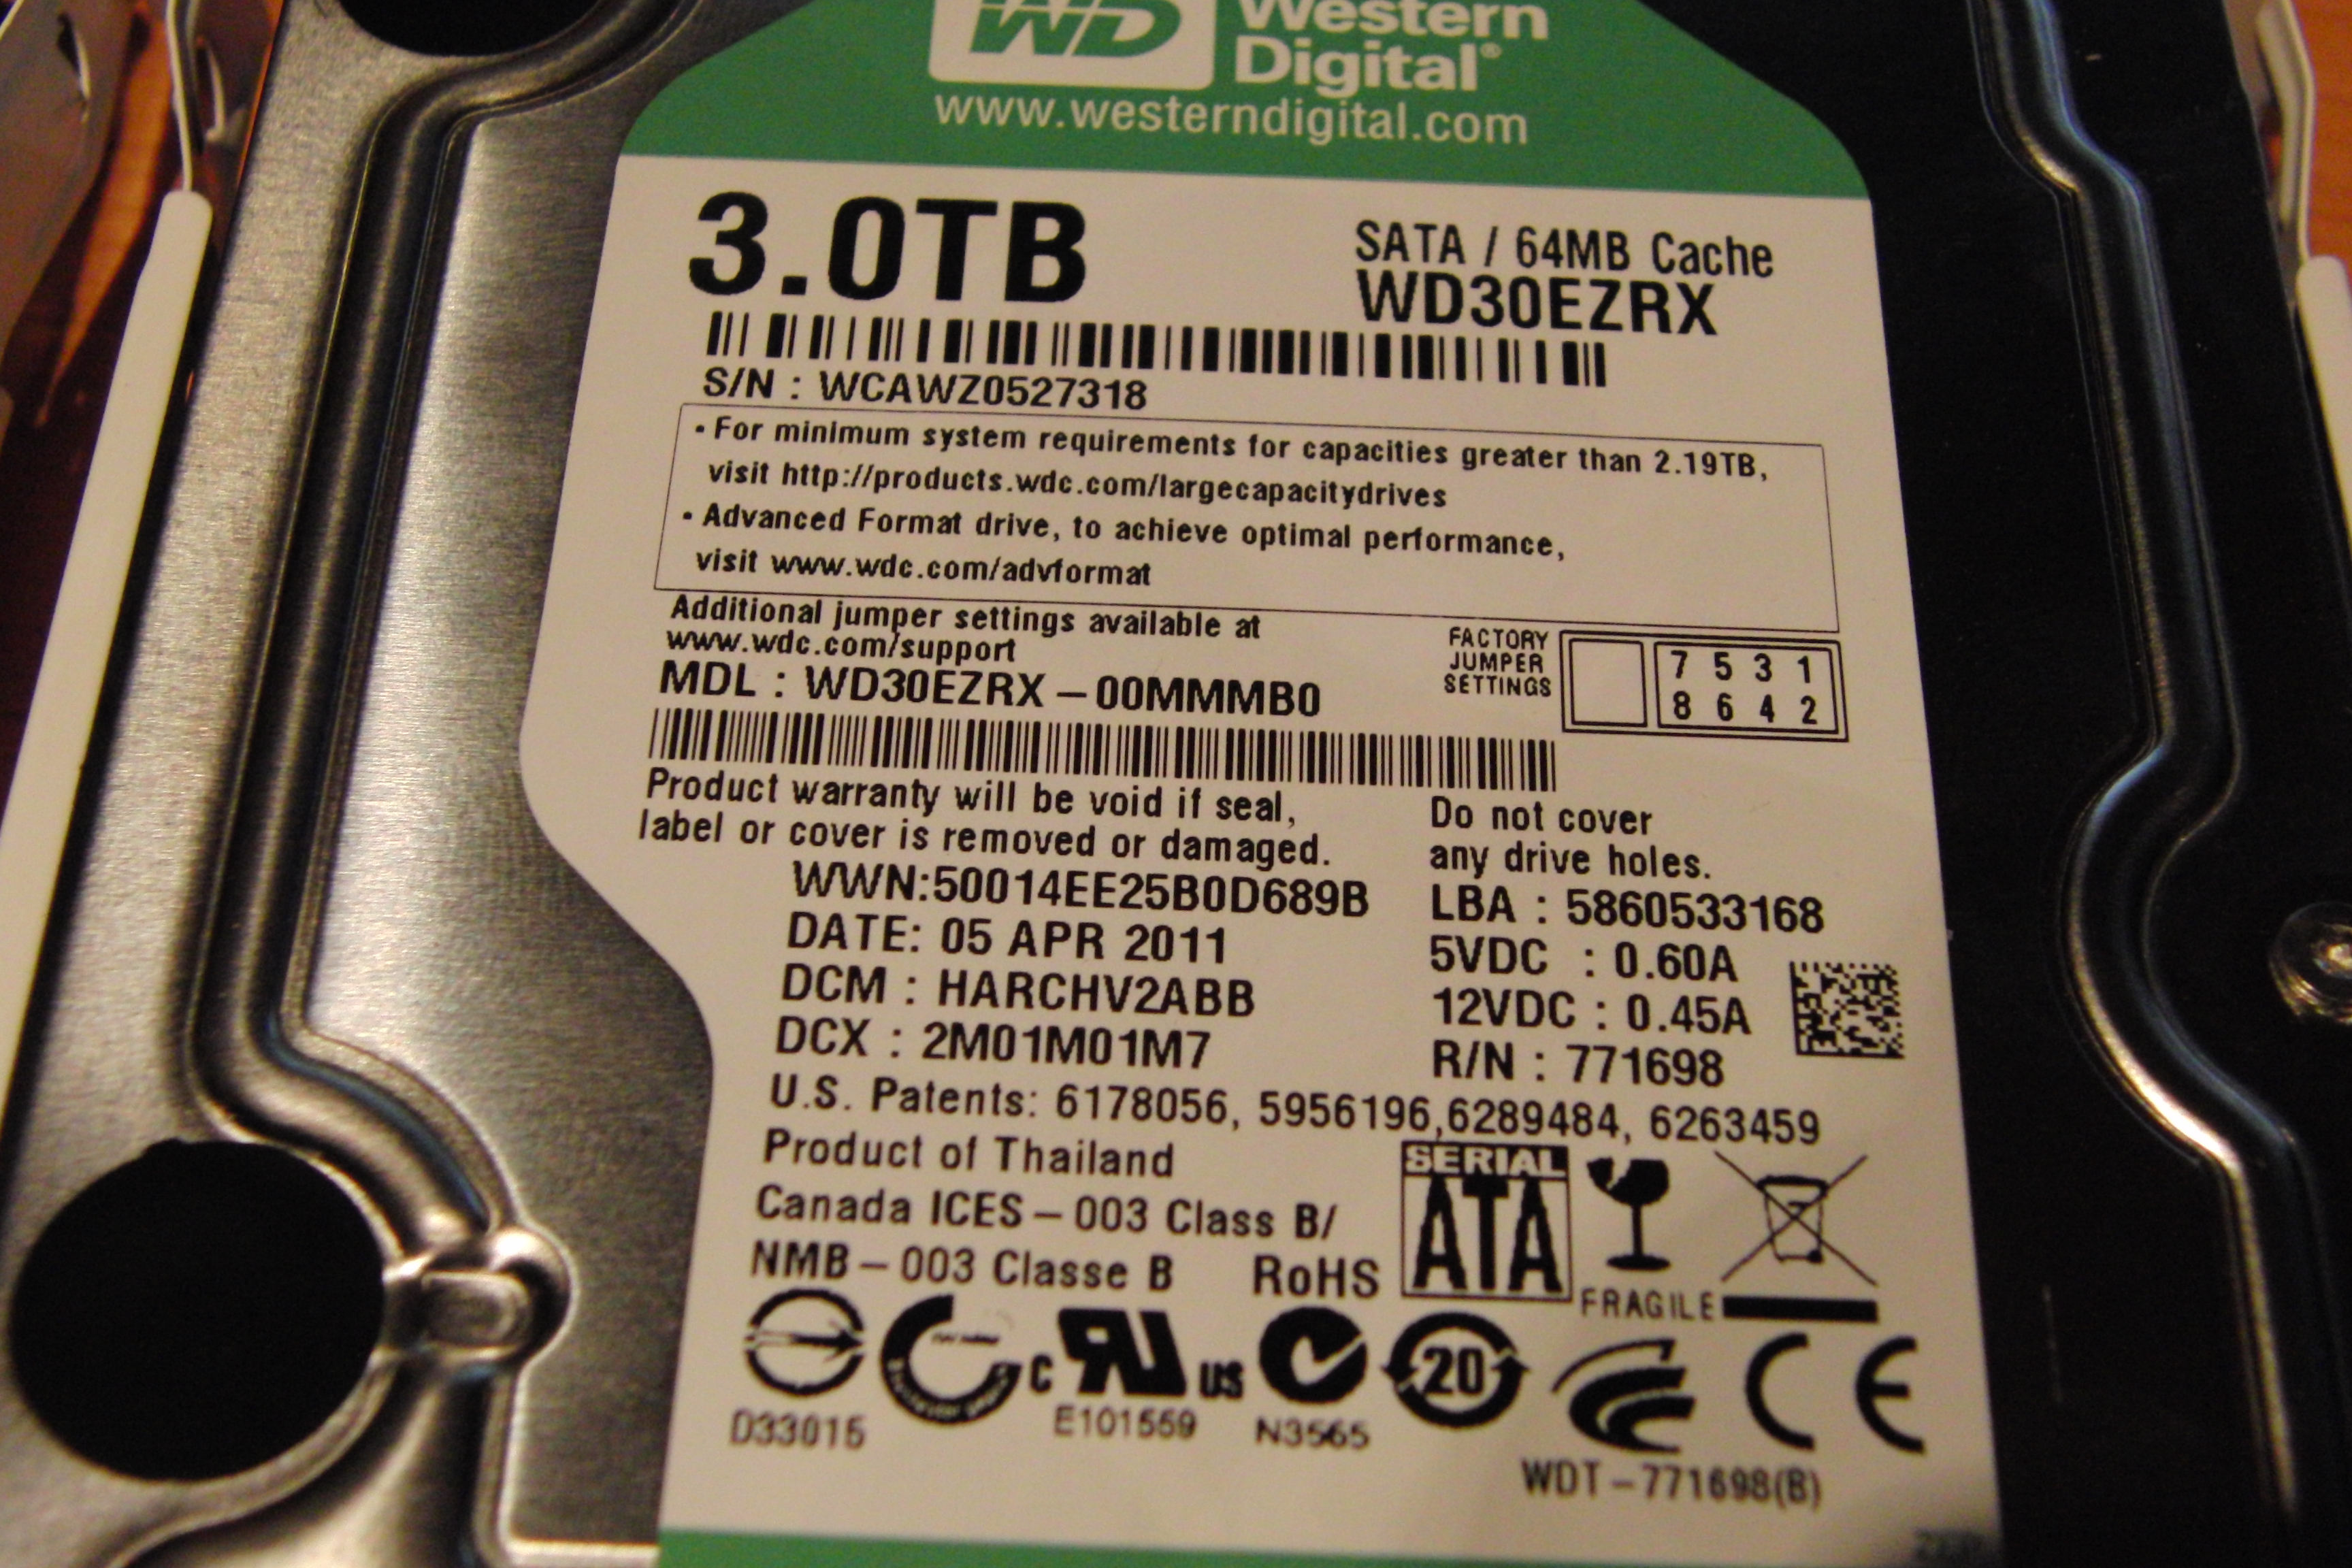 WD Western
Digital®
www.westerndigital.com
3.0TB
SATA / 64MB Cache
WD30EZRX
S/N : WCAWZ0527318
• For minimum system requirements for capacities greater than 2.19TB,
visit http://products.wdc.com/largecapacitydrives
• Advanced Format drive, to achieve optimal performance,
visit www.wdc.com/advformat
Additional jumper settings available at
www.wdc.com/support
FACTORY
JUMPER
SETTINGS
7 5 3 1
8 6 4 2
MDL : WD30EZRX – 00MMMB0
Product warranty will be void if seal,
label or cover is removed or damaged.
Do not cover
any drive holes.
WWN:50014EE25B0D689B
DATE: 05 APR 2011
DCM : HARCHV2ABB
DCX : 2M01M01M7
LBA : 5860533168
5VDC : 0.60A
12VDC : 0.45A
R/N : 771698
U.S. Patents: 6178056, 5956196,6289484, 6263459
Product of Thailand
Canada ICES – 003 Class B/
NMB – 003 Classe B
RoHS
SERIAL
ATA
FRAGILE
C UR US
20
CE
D33015
E101559
N3565
WDT – 771698(B)